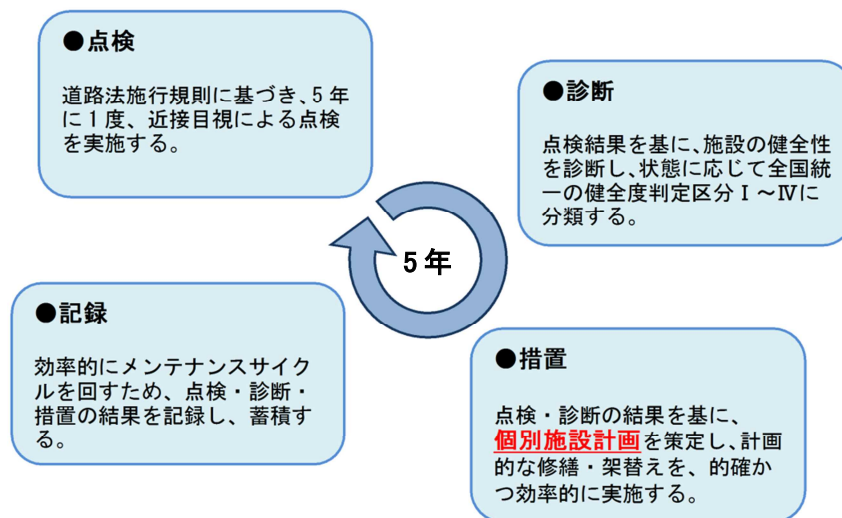 ●点検
道路法施行規則に基づき、5年
に1度、近接目視による点検
を実施する。
●診断
点検結果を基に、施設の健全性
を診断し、状態に応じて全国統
一の健全度判定区分Ⅰ～Ⅳに
分類する。
5年
●措置
点検・診断の結果を基に、
個別施設計画を策定し、計画
的な修繕・架替えを、的確か
つ効率的に実施する。
●記録
効率的にメンテナンスサイク
ルを回すため、点検・診断・
措置の結果を記録し、蓄積す
る。